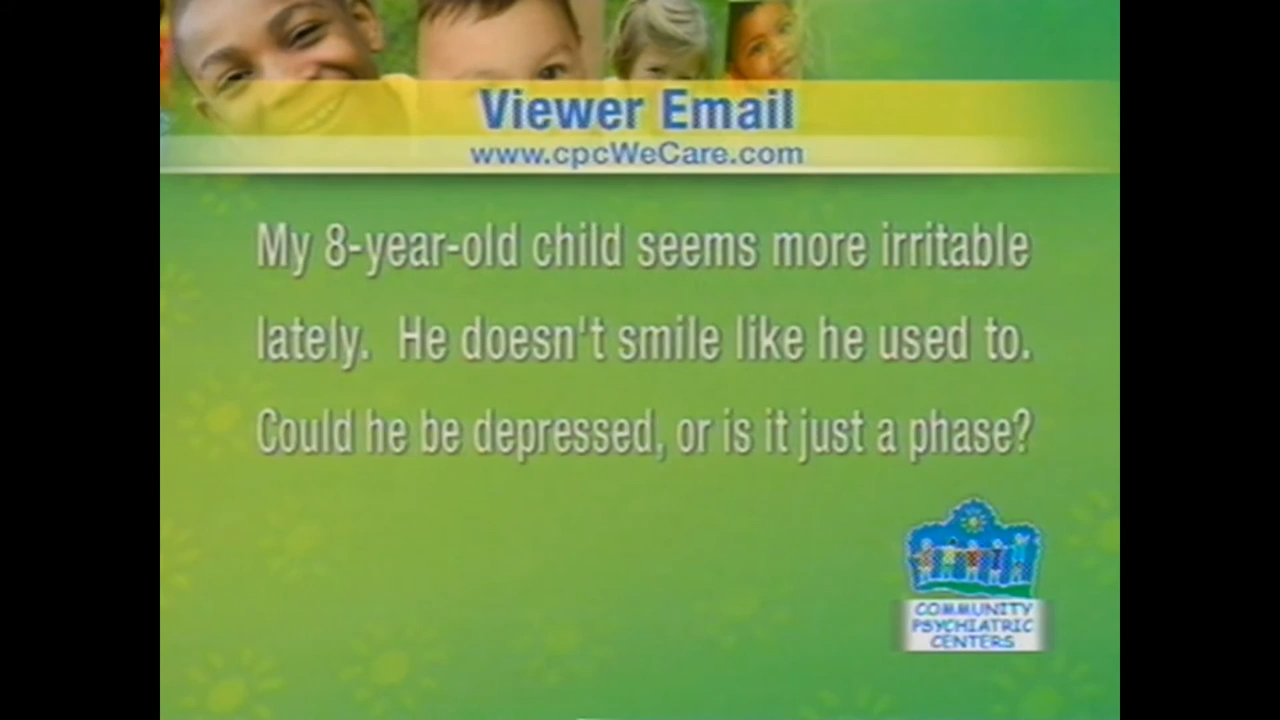 Viewer Email
www.cpcWeCare.com
My 8-year-old child seems more irritable
lately.  He doesn't smile like he used to.
Could he be depressed, or is it just a phase?
COMMUNITY
PSYCHIATRIC
CENTERS